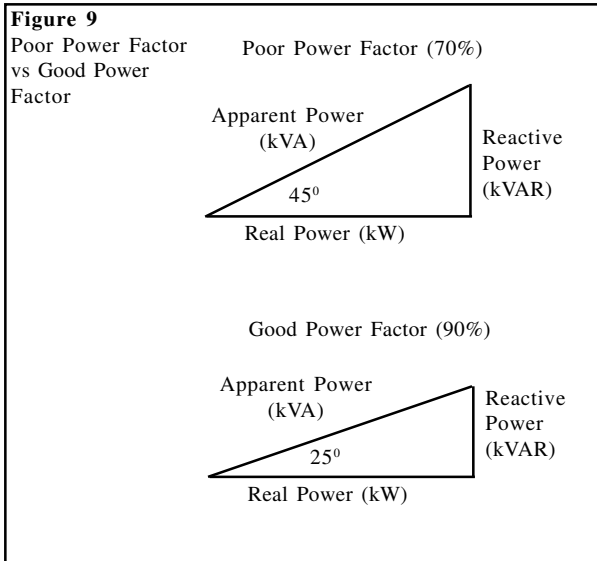 Figure 9
Poor Power Factor
vs Good Power
Factor
Poor Power Factor (70%)
Apparent Power
(kVA)
Reactive
Power
(kVAR)
45⁰
Real Power (kW)
Good Power Factor (90%)
Apparent Power
(kVA)
Reactive
Power
(kVAR)
25⁰
Real Power (kW)